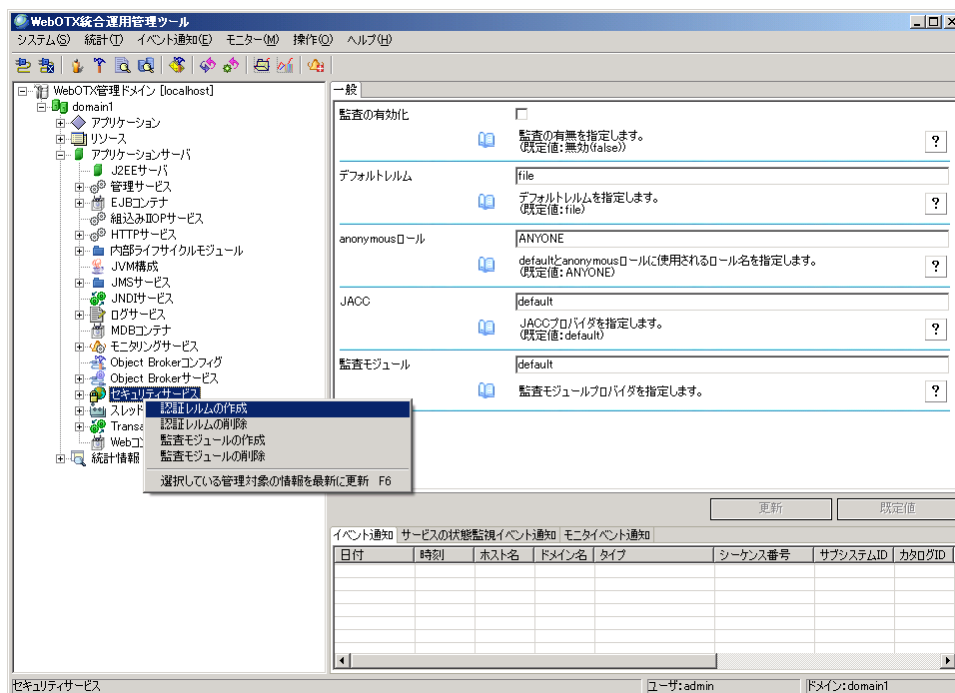 WebOTX統合運用管理ツール
システム(S) 統計(T) イベント通知(E) モニター(M) 操作(O) ヘルプ(H)
WebOTX管理ドメイン [localhost]
domain1
アプリケーション
リソース
アプリケーションサーバ
J2EEサーバ
管理サービス
EJBコンテナ
組込みIIOPサービス
HTTPサービス
内部ライフサイクルモジュール
JVM構成
JMSサービス
JNDIサービス
ログサービス
MDBコンテナ
モニタリングサービス
Object Brokerコンフィグ
Object Brokerサービス
セキュリティサービス
スレッド
Transa
Webコ
統計情報
認証レルムの作成
認証レルムの削除
監査モジュールの作成
監査モジュールの削除
選択している管理対象の情報を最新に更新 F6
一般
監査の有効化
監査の有無を指定します。
(既定値:無効(false))
?
デフォルトレルム
file
デフォルトレルムを指定します。
(既定値:file)
?
anonymousロール
ANYONE
defaultとanonymousロールに使用されるロール名を指定します。
(既定値:ANYONE)
?
JACC
default
JACCプロバイダを指定します。
(既定値:default)
?
監査モジュール
default
監査モジュールプロバイダを指定します。
?
更新 既定値
イベント通知 サービスの状態監視イベント通知 モニタイベント通知
日付 時刻 ホスト名 ドメイン名 タイプ シーケンス番号 サブシステムID カタログID
セキュリティサービス ユーザ:admin ドメイン:domain1